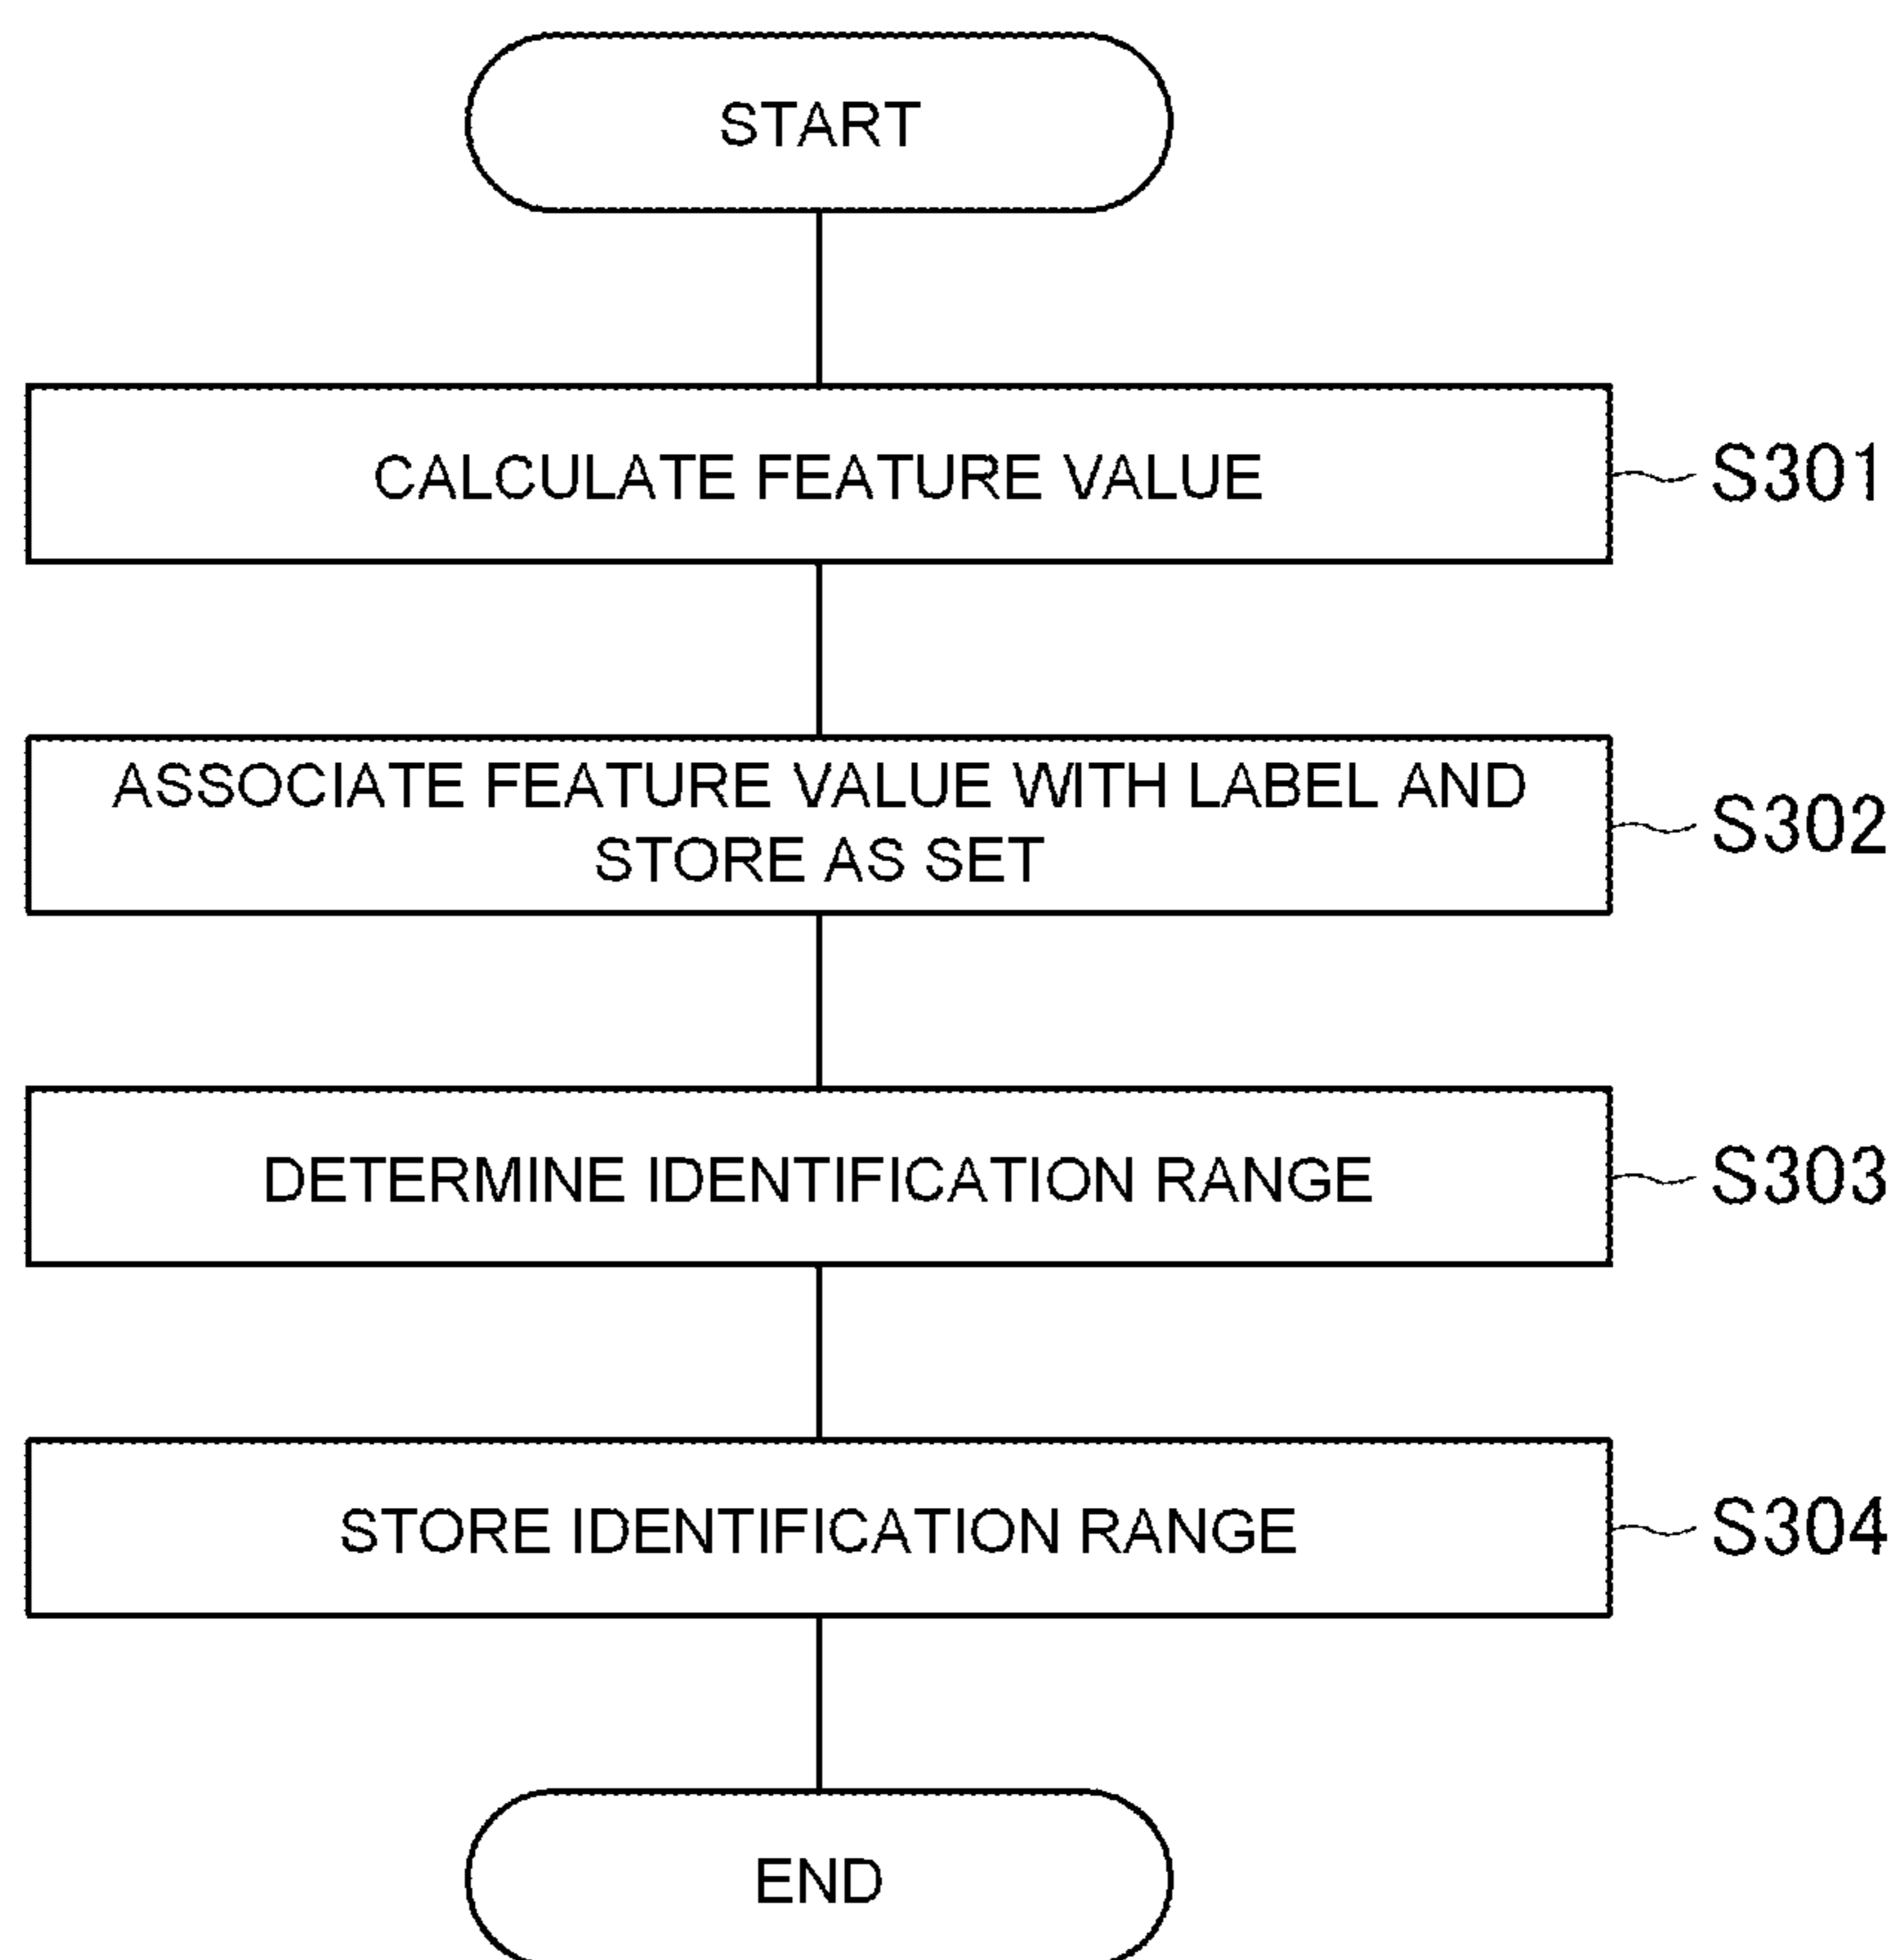 START
CALCULATE FEATURE VALUE
S301
ASSOCIATE FEATURE VALUE WITH LABEL AND
STORE AS SET
S302
DETERMINE IDENTIFICATION RANGE
S303
STORE IDENTIFICATION RANGE
S304
END